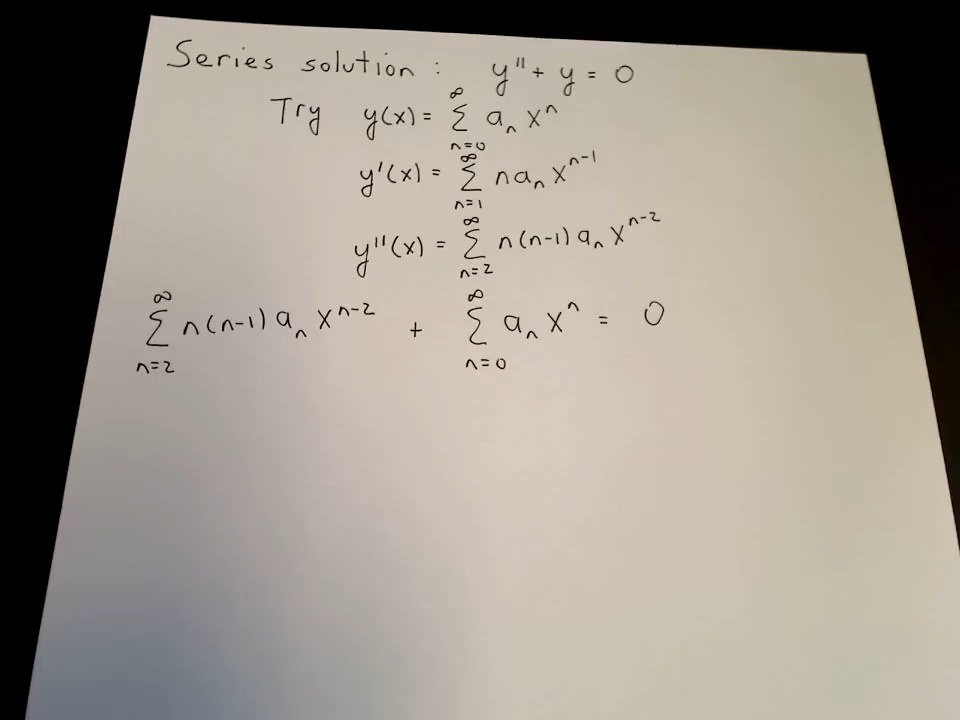 Series solution : y'' + y = 0
Try y(x) = ∑_{n=0}^{∞} a_n x^n
y'(x) = ∑_{n=1}^{∞} n a_n x^{n-1}
y''(x) = ∑_{n=2}^{∞} n(n-1) a_n x^{n-2}
∑_{n=2}^{∞} n(n-1) a_n x^{n-2} + ∑_{n=0}^{∞} a_n x^n = 0